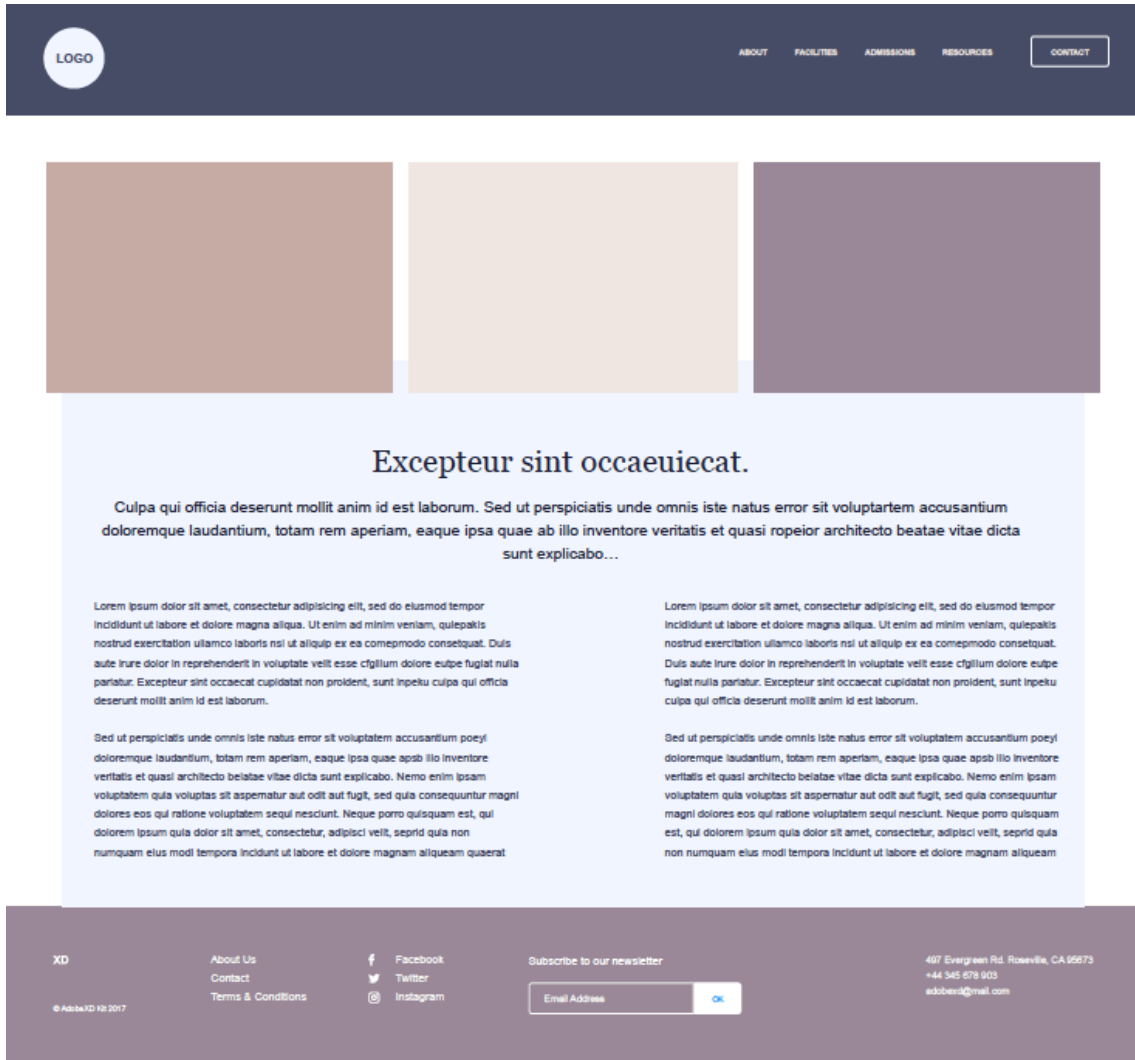 LOGO
ABOUT FACILITIES ADMISSIONS RESOURCES CONTACT
Excepteur sint occaeuiecat.
Culpa qui officia deserunt mollit anim id est laborum. Sed ut perspiciatis unde omnis iste natus error sit voluptartem accusantium
doloremque laudantium, totam rem aperiam, eaque ipsa quae ab illo inventore veritatis et quasi ropeior architecto beatae vitae dicta
sunt explicabo…
Lorem ipsum dolor sit amet, consectetur adipisicing elit, sed do eiusmod tempor
incididunt ut labore et dolore magna aliqua. Ut enim ad minim veniam, quiepakis
nostrud exercitation ullamco laboris nsi ut aliquip ex ea comepmodo consetquat. Duis
aute irure dolor in reprehenderit in voluptate velit esse cfgillum dolore eutpe fugiat nulla
pariatur. Excepteur sint occaecat cupidatat non proident, sunt inpeku culpa qui officia
deserunt mollit anim id est laborum.
Sed ut perspiciatis unde omnis iste natus error sit voluptatem accusantium poeyi
doloremque laudantium, totam rem aperiam, eaque ipsa quae apsb illo inventore
veritatis et quasi architecto beiatae vitae dicta sunt explicabo. Nemo enim ipsam
voluptatem quia voluptas sit aspernatur aut odit aut fugit, sed quia consequuntur magni
dolores eos qui ratione voluptatem sequi nesciunt. Neque porro quisquam est, qui
dolorem ipsum quia dolor sit amet, consectetur, adipisci velit, seprid quia non
numquam eius modi tempora incidunt ut labore et dolore magnam aliqueam quaerat
Lorem ipsum dolor sit amet, consectetur adipisicing elit, sed do eiusmod tempor
incididunt ut labore et dolore magna aliqua. Ut enim ad minim veniam, quiepakis
nostrud exercitation ullamco laboris nsi ut aliquip ex ea comepmodo consetquat.
Duis aute irure dolor in reprehenderit in voluptate velit esse cfgillum dolore eutpe
fugiat nulla pariatur. Excepteur sint occaecat cupidatat non proident, sunt inpeku
culpa qui officia deserunt mollit anim id est laborum.
Sed ut perspiciatis unde omnis iste natus error sit voluptatem accusantium poeyi
doloremque laudantium, totam rem aperiam, eaque ipsa quae apsb illo inventore
veritatis et quasi architecto beiatae vitae dicta sunt explicabo. Nemo enim ipsam
voluptatem quia voluptas sit aspernatur aut odit aut fugit, sed quia consequuntur
magni dolores eos qui ratione voluptatem sequi nesciunt. Neque porro quisquam
est, qui dolorem ipsum quia dolor sit amet, consectetur, adipisci velit, seprid quia
non numquam eius modi tempora incidunt ut labore et dolore magnam aliqueam
XD
© AdobeXD Kit 2017
About Us
Contact
Terms & Conditions
Facebook
Twitter
Instagram
Subscribe to our newsletter
Email Address OK
497 Evergreen Rd. Roseville, CA 95673
+44 345 678 903
adobexd@mail.com